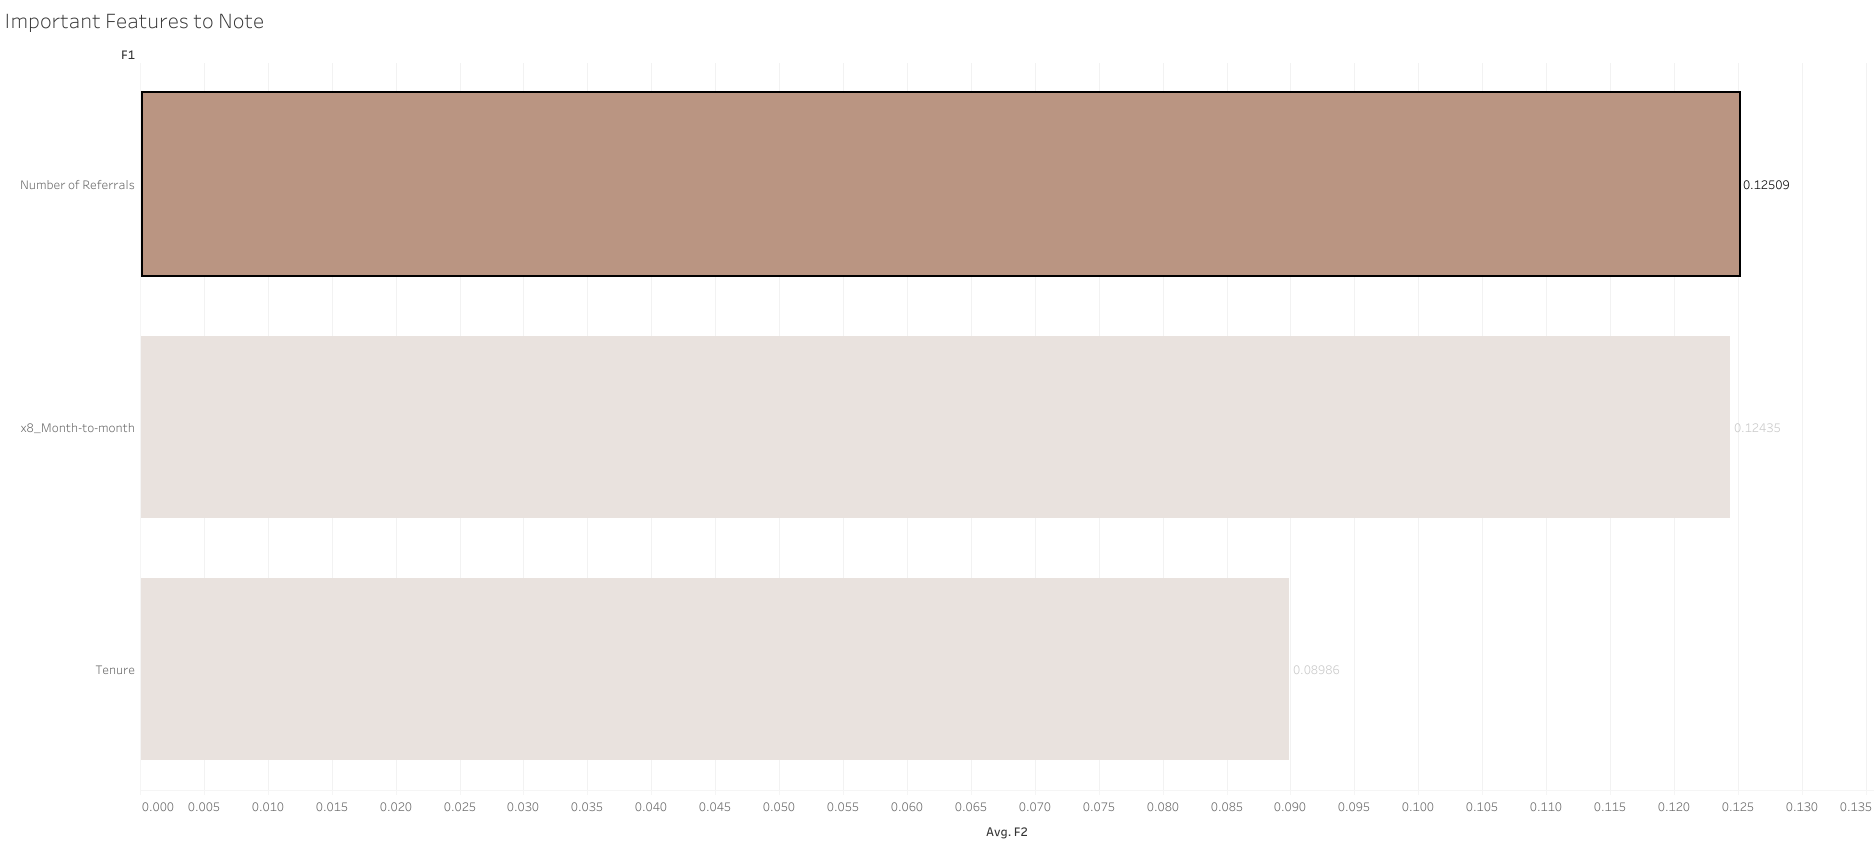 Important Features to Note
F1
Number of Referrals
0.12509
x8_Month-to-month
0.12435
Tenure
0.08986
0.000 0.005 0.010 0.015 0.020 0.025 0.030 0.035 0.040 0.045 0.050 0.055 0.060 0.065 0.070 0.075 0.080 0.085 0.090 0.095 0.100 0.105 0.110 0.115 0.120 0.125 0.130 0.135
Avg. F2